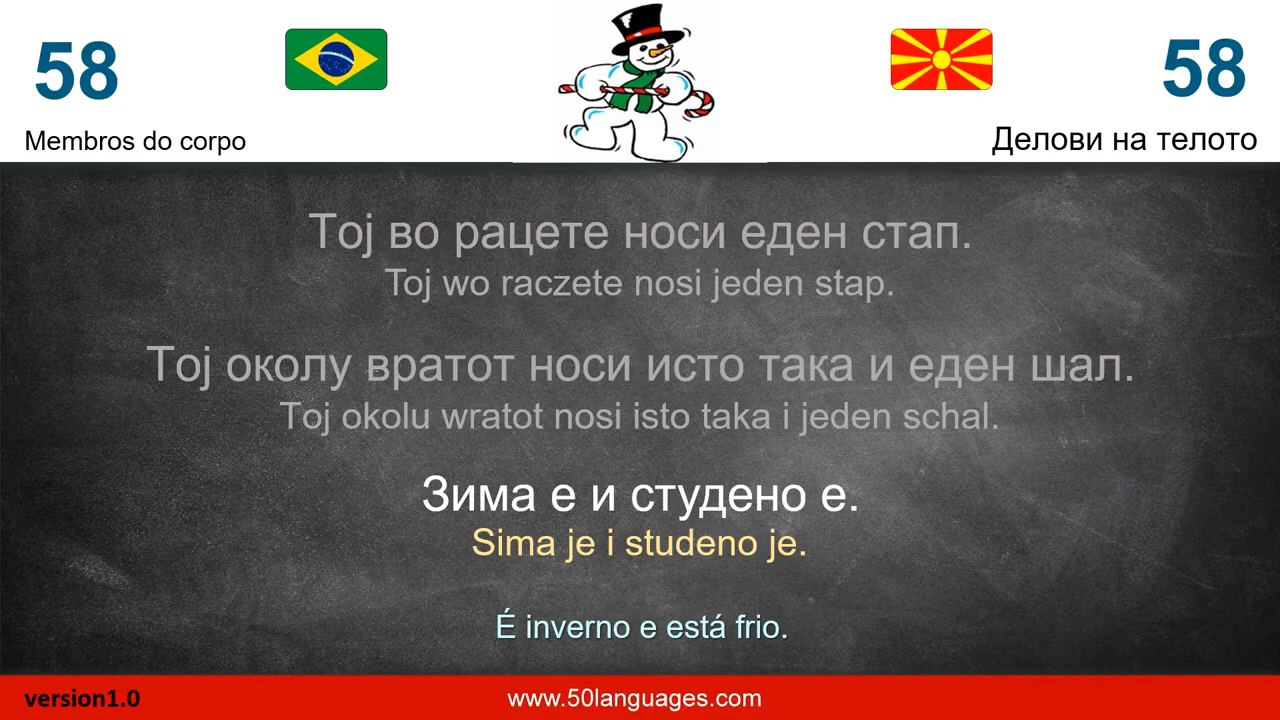 58
58
Membros do corpo
Делови на телото
Тој во рацете носи еден стап.
Toj wo raczete nosi jeden stap.
Тој околу вратот носи исто така и еден шал.
Toj okolu wratot nosi isto taka i jeden schal.
Зима е и студено е.
Sima je i studeno je.
É inverno e está frio.
version1.0
www.50languages.com